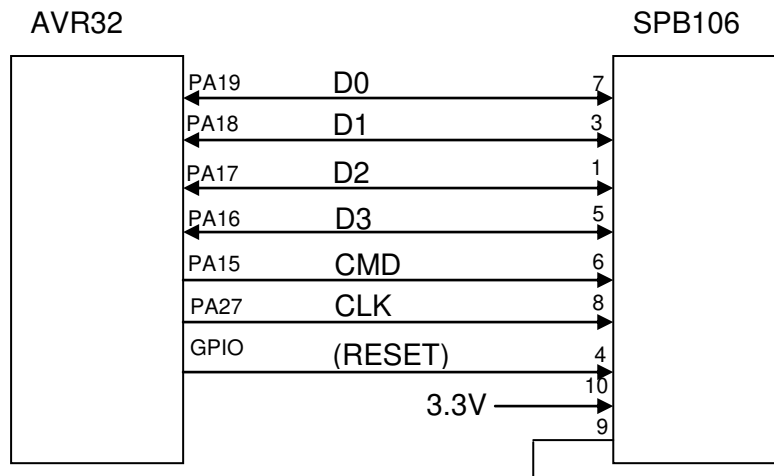 AVR32 SPB106
PA19 D0 7
PA18 D1 3
PA17 D2 1
PA16 D3 5
PA15 CMD 6
PA27 CLK 8
GPIO (RESET) 4
3.3V 10
9